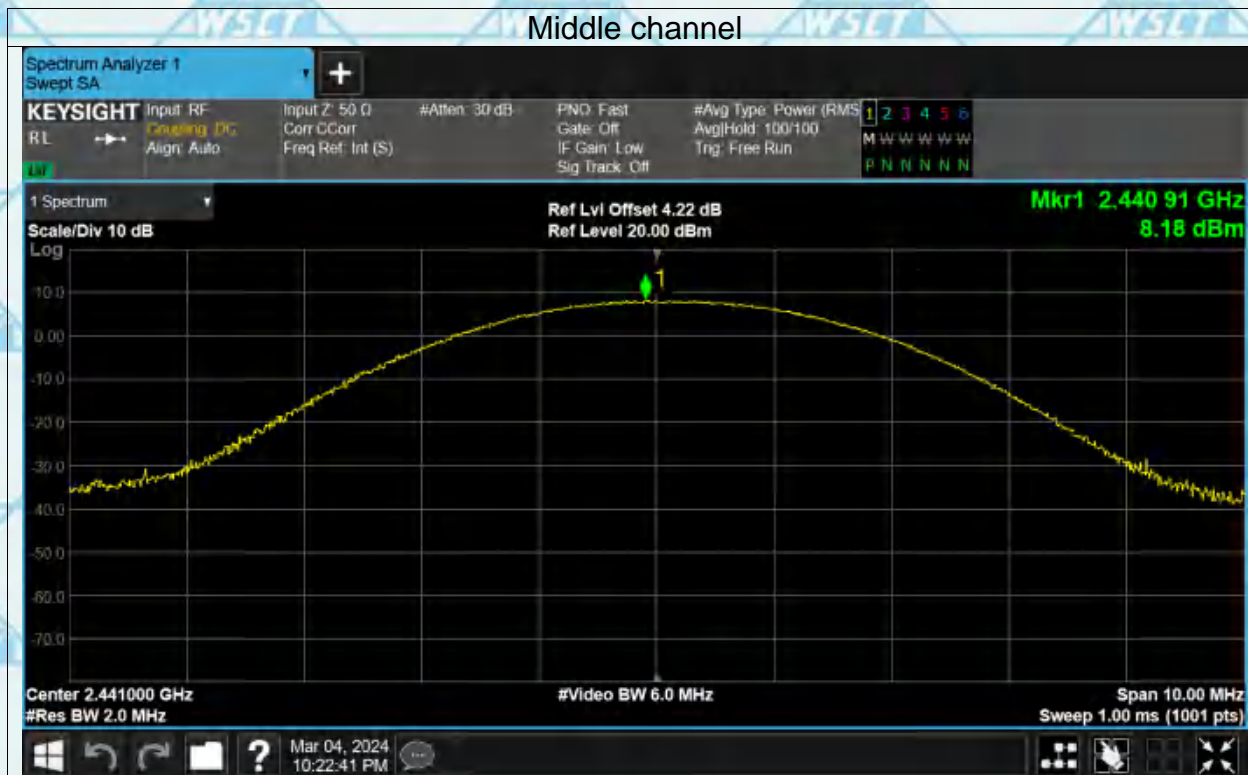 WSCT WSCT WSCT WSCT
Middle channel
Spectrum Analyzer 1
Swept SA
+
KEYSIGHT Input: RF Input Z: 50 Ω #Atten: 30 dB PNO: Fast #Avg Type: Power (RMS 1 2 3 4 5 6
RL Coupling: DC Corr CCorr Gate: Off Avg|Hold: 100/100 M W W W W W
Align: Auto Freq Ref: Int (S) IF Gain: Low Trig: Free Run
Sig Track: Off P N N N N N
1 Spectrum Ref Lvl Offset 4.22 dB Mkr1 2.440 91 GHz
Scale/Div 10 dB Ref Level 20.00 dBm 8.18 dBm
Log
1
10.0
0.00
-10.0
-20.0
-30.0
-40.0
-50.0
-60.0
-70.0
Center 2.441000 GHz #Video BW 6.0 MHz Span 10.00 MHz
#Res BW 2.0 MHz Sweep 1.00 ms (1001 pts)
? Mar 04, 2024
10:22:41 PM